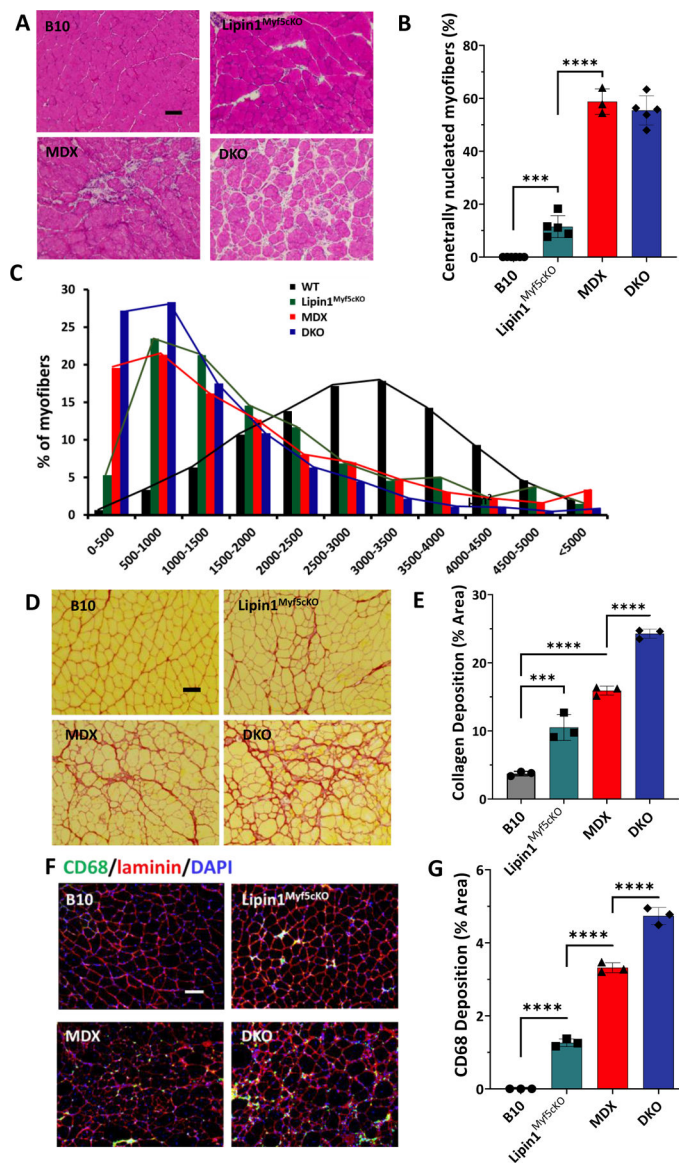 A
B10
Lipin1Myf5cKO
MDX
DKO
B
Cenetrally nucleated myofibers (%)
80
60
40
20
0
***
****
B10
Lipin1Myf5cKO
MDX
DKO
C
% of myofibers
30
25
20
15
10
5
0
WT
Lipin1Myf5cKO
MDX
DKO
0-500
500-1000
1000-1500
1500-2000
2000-2500
2500-3000
3000-3500
3500-4000
4000-4500
4500-5000
<5000
D
B10
Lipin1Myf5cKO
MDX
DKO
E
Collagen Deposition (% Area)
30
20
10
0
***
****
****
B10
Lipin1Myf5cKO
MDX
DKO
F
CD68/laminin/DAPI
B10
Lipin1Myf5cKO
MDX
DKO
G
CD68 Deposition (% Area)
6
4
2
0
****
****
****
B10
Lipin1Myf5cKO
MDX
DKO